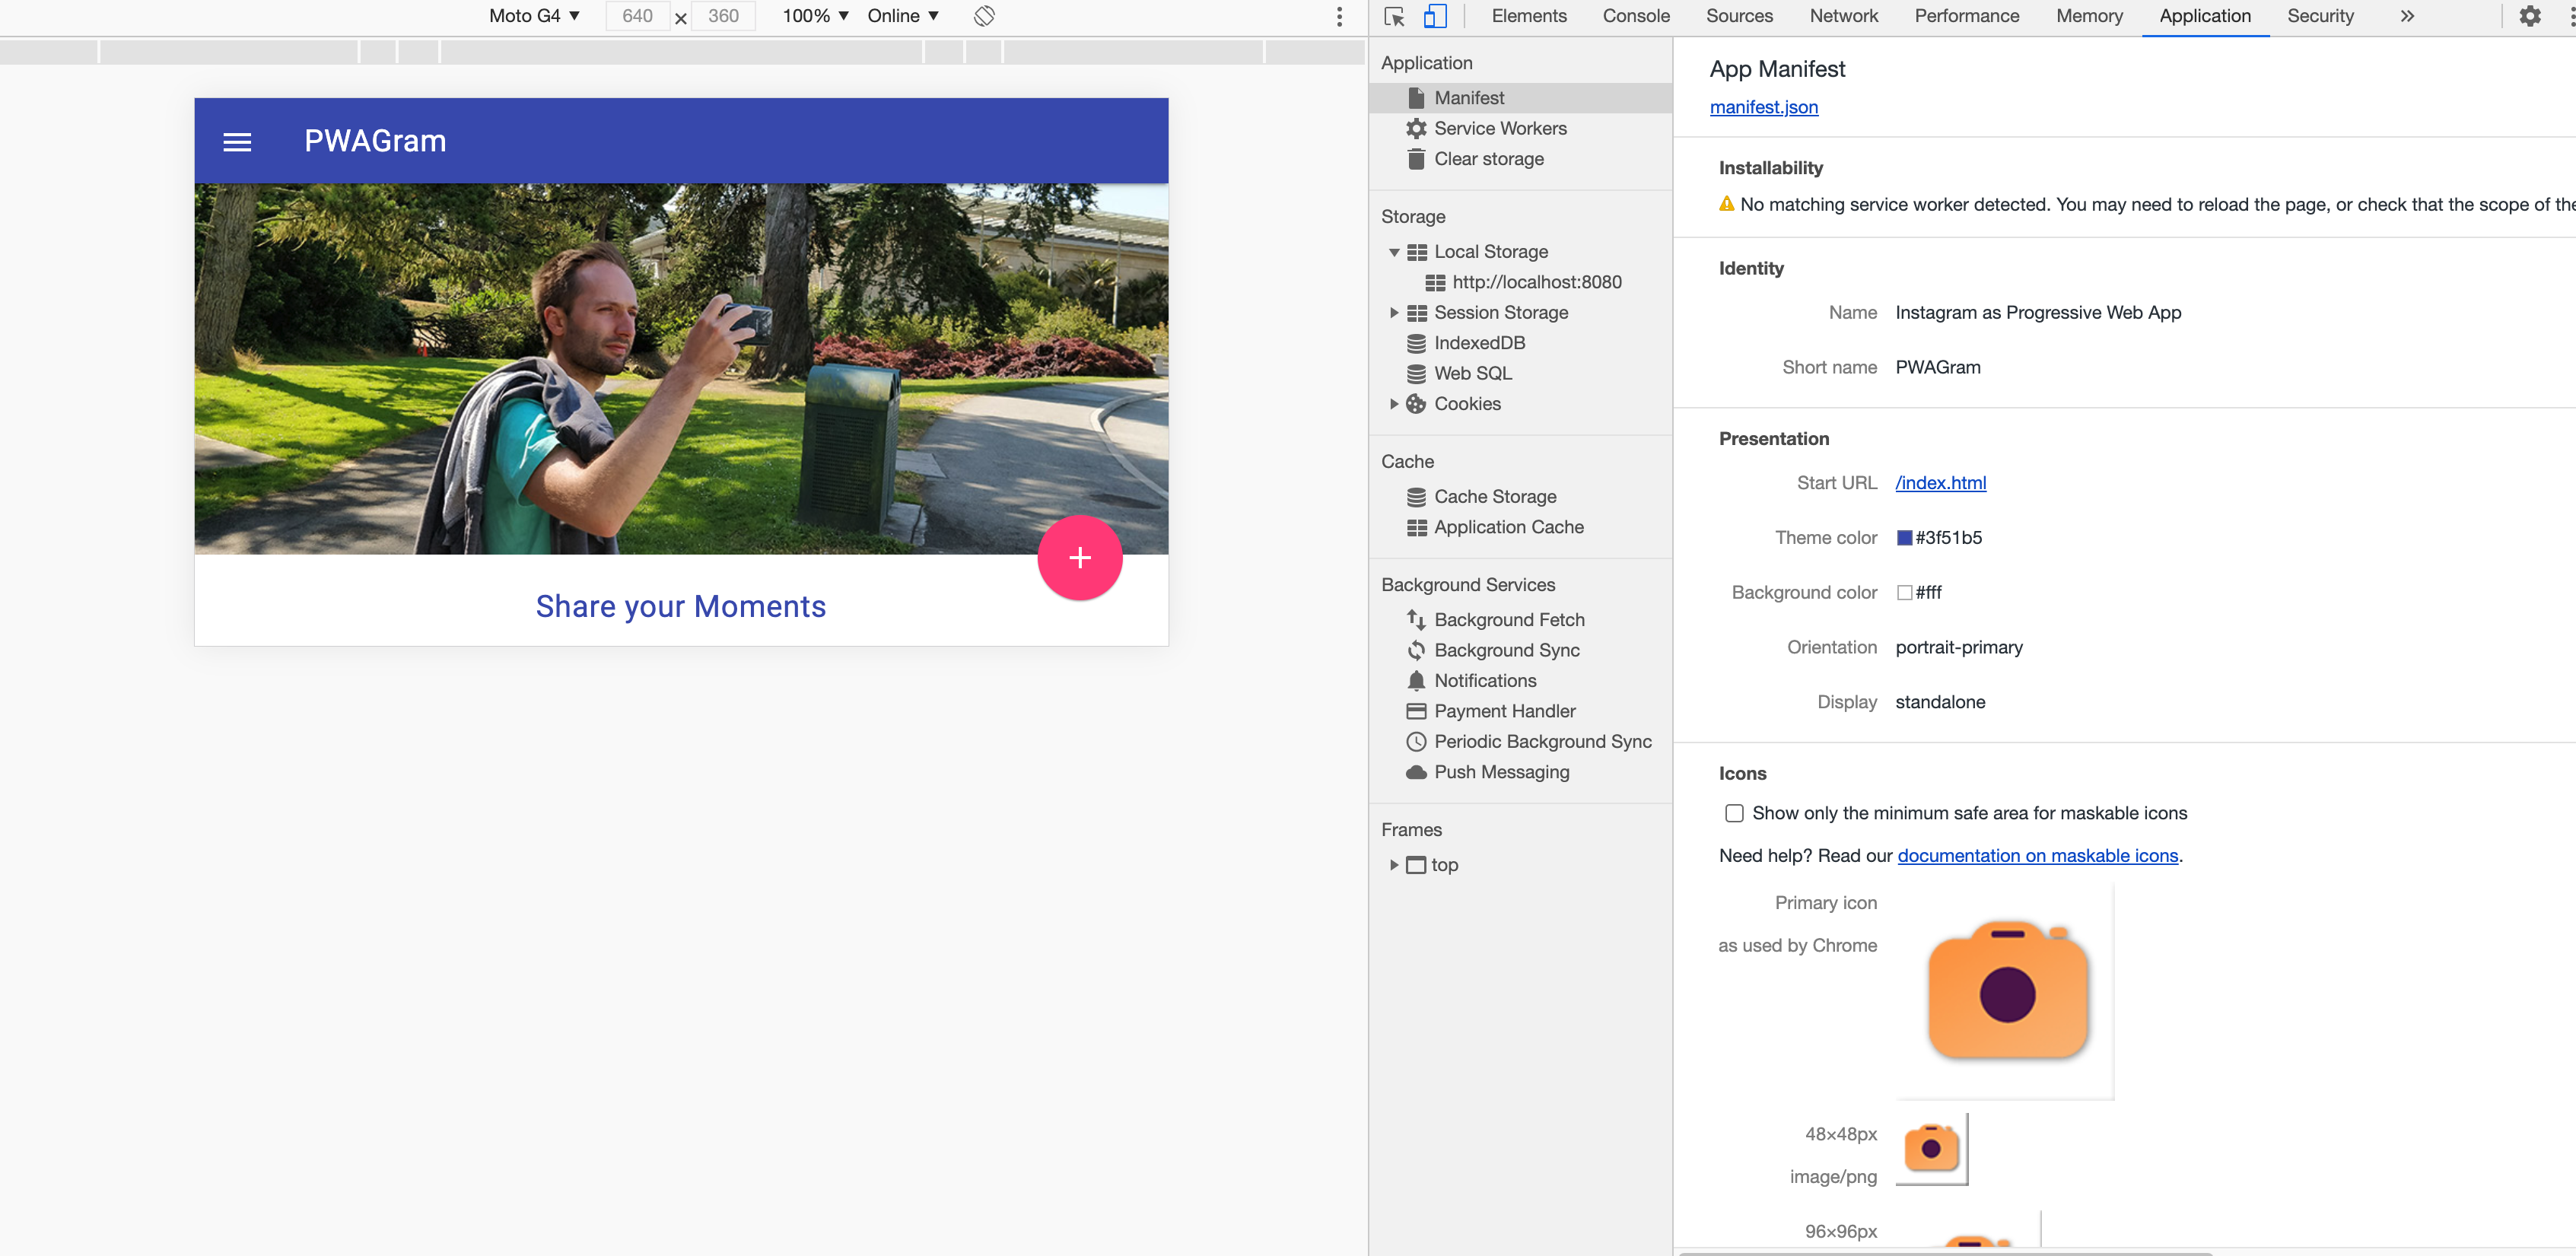 Moto G4 ▼ 640 × 360 100% ▼ Online ▼
Elements Console Sources Network Performance Memory Application Security »
PWAGram
Share your Moments
+
Application
Manifest
Service Workers
Clear storage
Storage
Local Storage
http://localhost:8080
Session Storage
IndexedDB
Web SQL
Cookies
Cache
Cache Storage
Application Cache
Background Services
Background Fetch
Background Sync
Notifications
Payment Handler
Periodic Background Sync
Push Messaging
Frames
top
App Manifest
manifest.json
Installability
No matching service worker detected. You may need to reload the page, or check that the scope of the
Identity
Name Instagram as Progressive Web App
Short name PWAGram
Presentation
Start URL /index.html
Theme color #3f51b5
Background color #fff
Orientation portrait-primary
Display standalone
Icons
Show only the minimum safe area for maskable icons
Need help? Read our documentation on maskable icons.
Primary icon
as used by Chrome
48×48px
image/png
96×96px